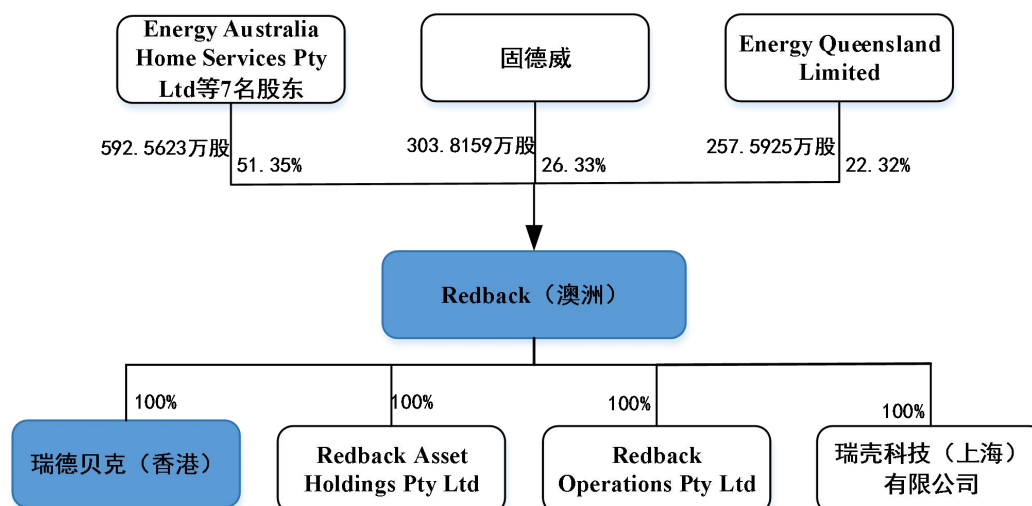 Energy Australia
Home Services Pty
Ltd等7名股东
固德威
Energy Queensland
Limited
592.5623万股
51.35%
303.8159万股
26.33%
257.5925万股
22.32%
Redback（澳洲）
100%
100%
100%
100%
瑞德贝克（香港）
Redback Asset
Holdings Pty Ltd
Redback
Operations Pty Ltd
瑞壳科技（上海）
有限公司